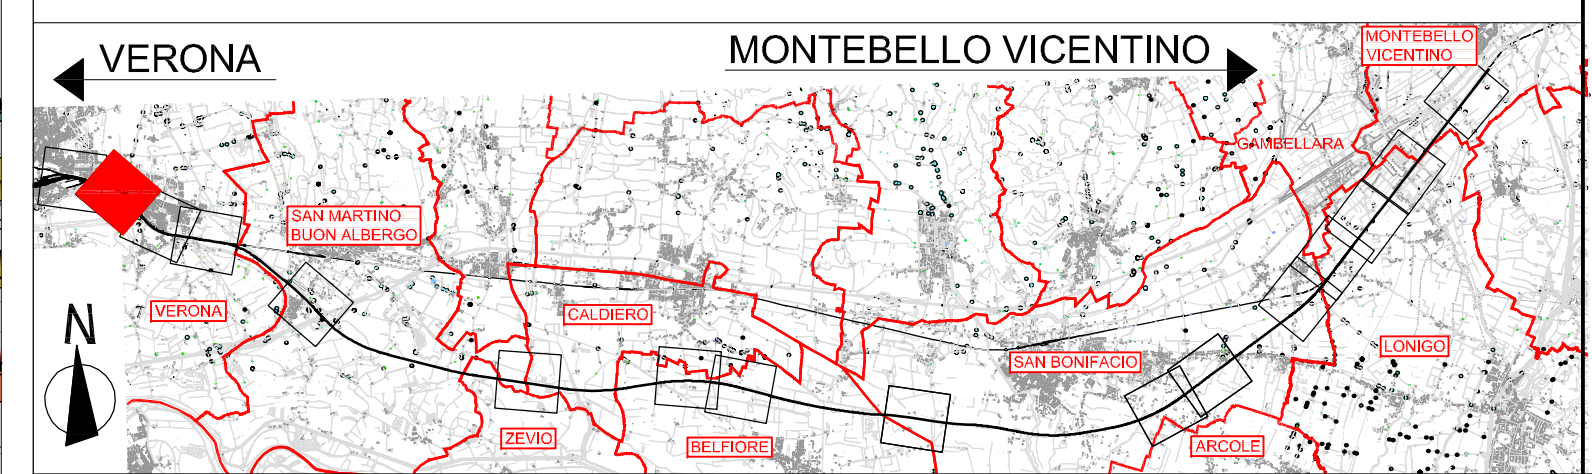 VERONA
MONTEBELLO VICENTINO
MONTEBELLO
VICENTINO
GAMBELLARA
SAN MARTINO
BUON ALBERGO
VERONA
N
CALDIERO
LONIGO
SAN BONIFACIO
ZEVIO
BELFIORE
ARCOLE